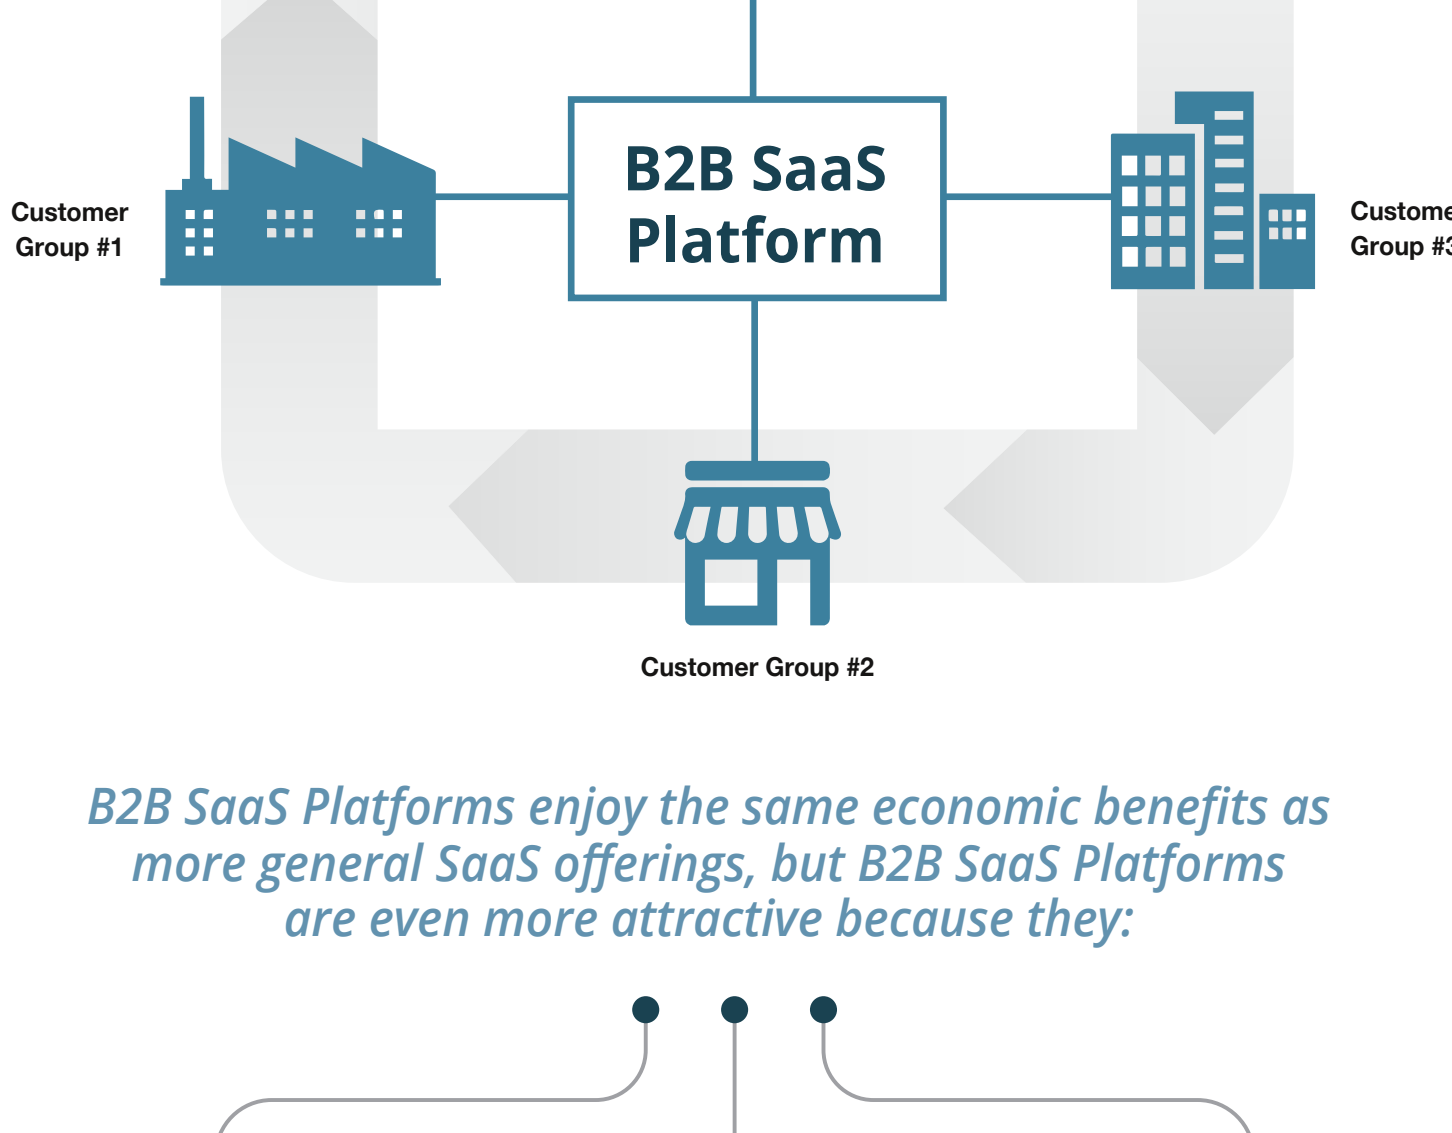 B2B SaaS
Platform
Customer
Group #1
Group
Customer Group #2
B2B SaaS Platforms enjoy the same economic benefits as
more general SaaS offerings, but B2B SaaS Platforms
are even more attractive because they: